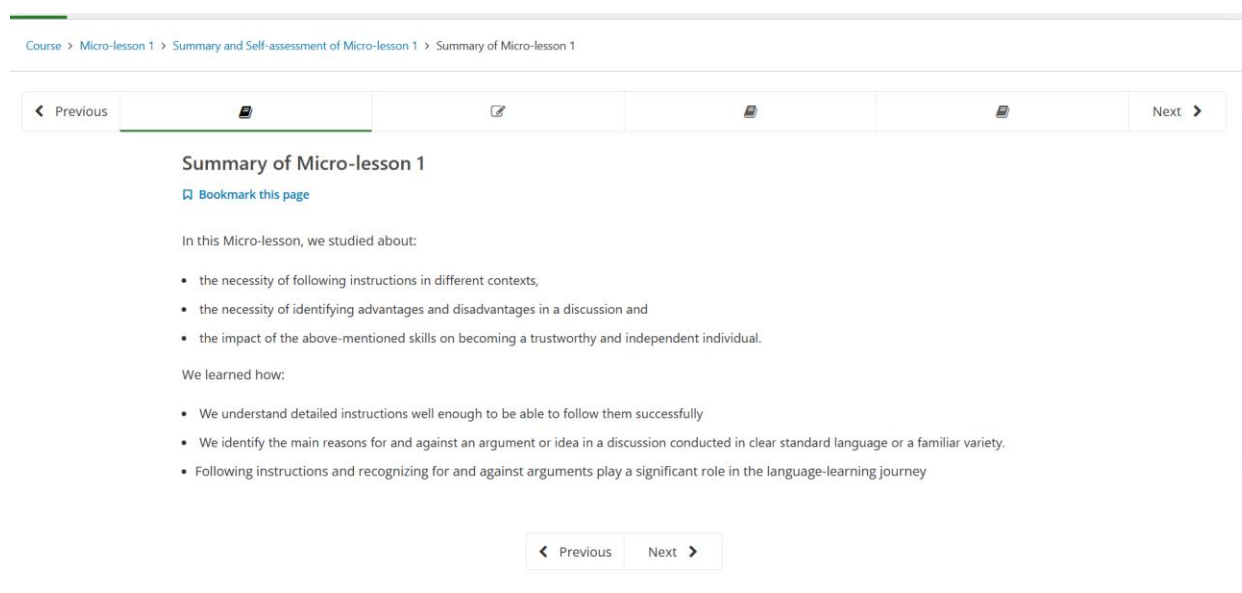 Course > Micro-lesson 1 > Summary and Self-assessment of Micro-lesson 1 > Summary of Micro-lesson 1
Previous Next
Summary of Micro-lesson 1
Bookmark this page
In this Micro-lesson, we studied about:
• the necessity of following instructions in different contexts,
• the necessity of identifying advantages and disadvantages in a discussion and
• the impact of the above-mentioned skills on becoming a trustworthy and independent individual.
We learned how:
• We understand detailed instructions well enough to be able to follow them successfully
• We identify the main reasons for and against an argument or idea in a discussion conducted in clear standard language or a familiar variety.
• Following instructions and recognizing for and against arguments play a significant role in the language-learning journey
Previous Next